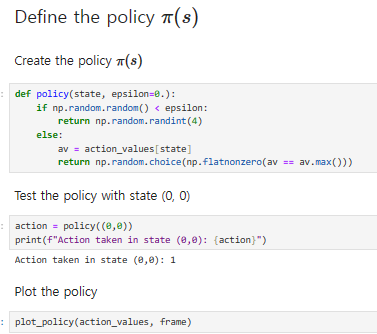 Define the policy π(s)
Create the policy π(s)
def policy(state, epsilon=0.):
    if np.random.random() < epsilon:
        return np.random.randint(4)
    else:
        av = action_values[state]
        return np.random.choice(np.flatnonzero(av == av.max()))
Test the policy with state (0, 0)
action = policy((0,0))
print(f"Action taken in state (0,0): {action}")
Action taken in state (0,0): 1
Plot the policy
plot_policy(action_values, frame)